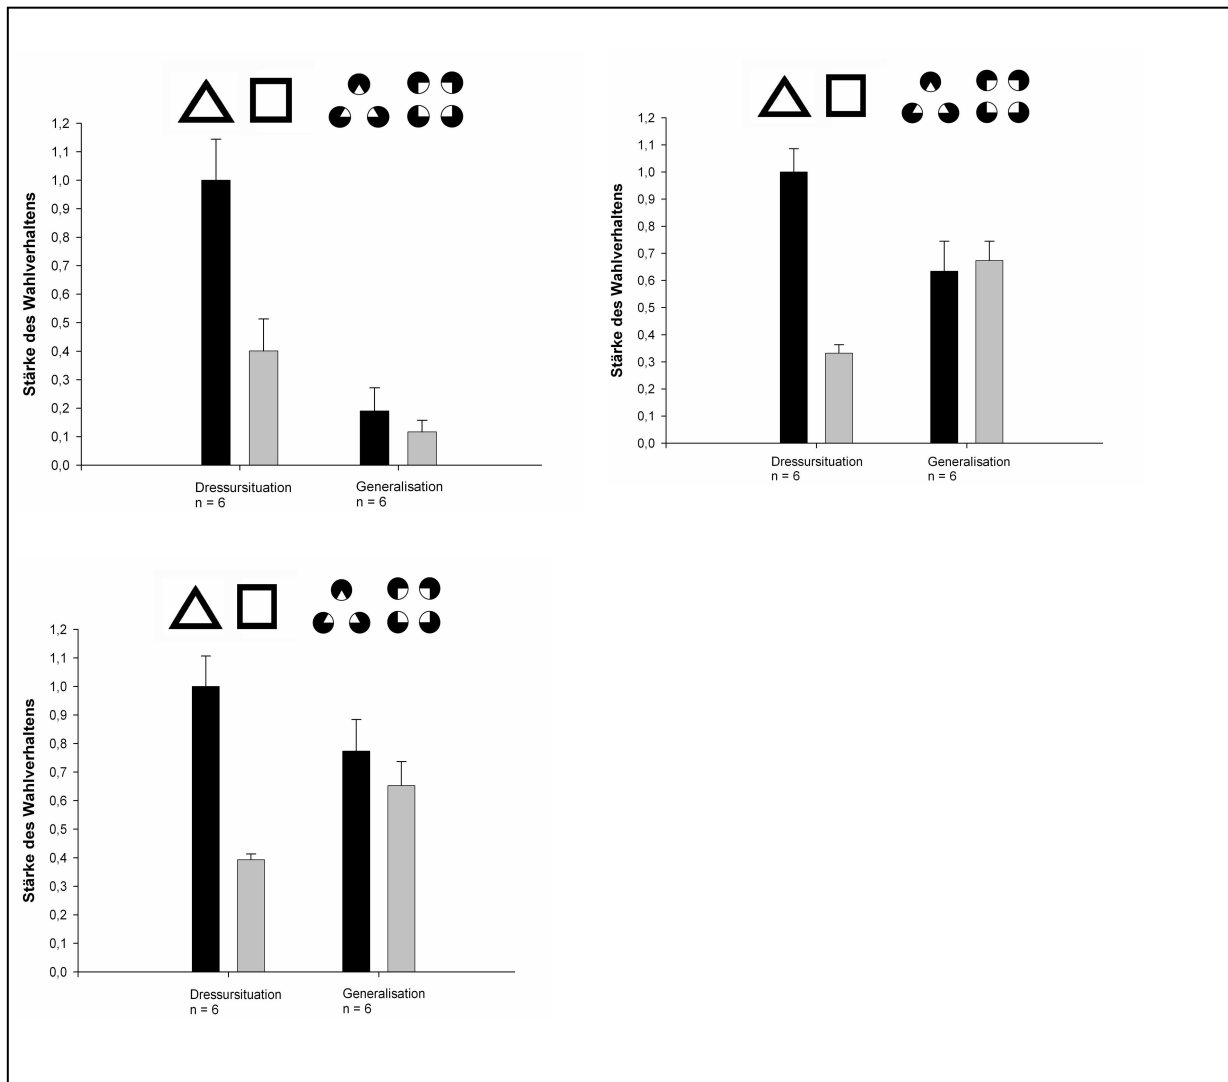 Stärke des Wahlverhaltens
1,2
1,1
1,0
0,9
0,8
0,7
0,6
0,5
0,4
0,3
0,2
0,1
0,0
Dressursituation
n = 6
Generalisation
n = 6
Stärke des Wahlverhaltens
1,2
1,1
1,0
0,9
0,8
0,7
0,6
0,5
0,4
0,3
0,2
0,1
0,0
Dressursituation
n = 6
Generalisation
n = 6
Stärke des Wahlverhaltens
1,2
1,1
1,0
0,9
0,8
0,7
0,6
0,5
0,4
0,3
0,2
0,1
0,0
Dressursituation
n = 6
Generalisation
n = 6